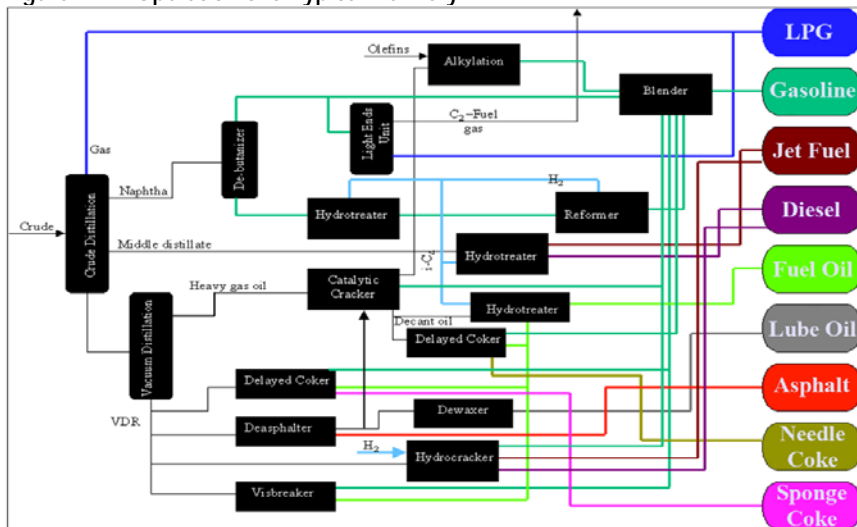 LPG
Olefins
Alkylation
Gasoline
Blender
C2-Fuel
gas
Light Ends
Unit
De-butanizer
Gas
Jet Fuel
Naphtha
H2
Crude Distillation
Hydrotreater
Reformer
Diesel
Crude
Middle distillate
Hydrotreater
i-C4
Fuel Oil
Heavy gas oil
Catalytic
Cracker
Hydrotreater
Decant oil
Vacuum Distillation
Delayed Coker
Lube Oil
Delayed Coker
Asphalt
VDR
Dewaxer
Deasphalter
Needle
Coke
H2
Hydrocracker
Visbreaker
Sponge
Coke